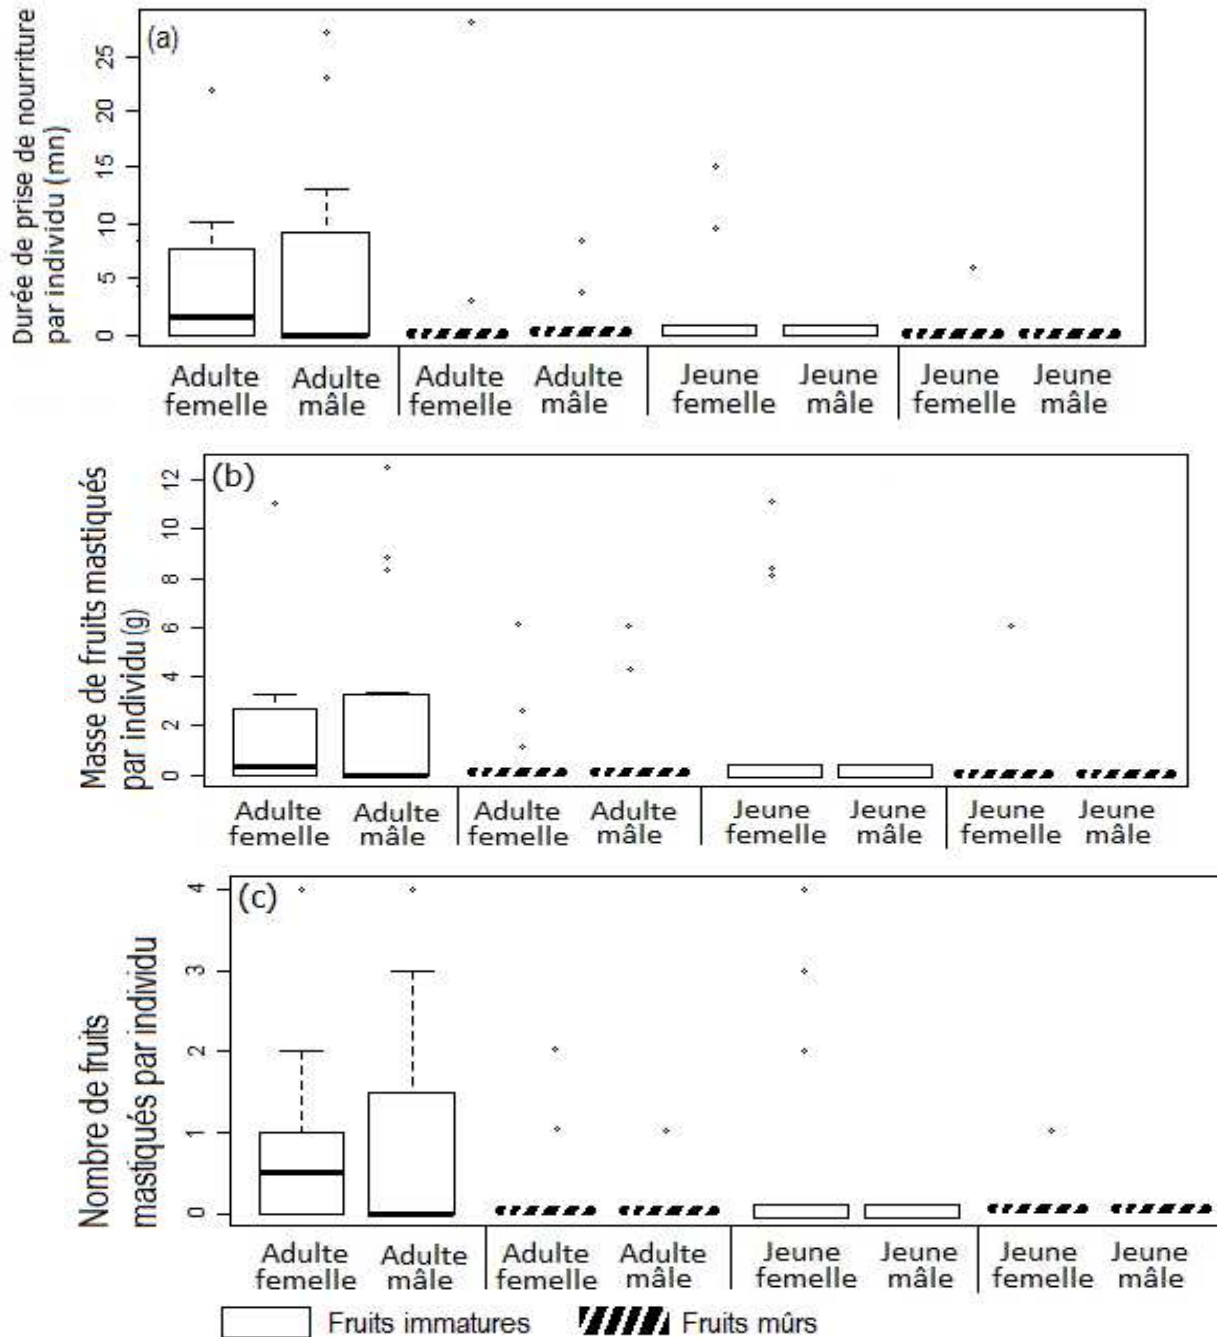 (a)
Durée de prise de nourriture
par individu (mn)
25
20
15
10
5
0
Adulte femelle
Adulte mâle
Adulte femelle
Adulte mâle
Jeune femelle
Jeune mâle
Jeune femelle
Jeune mâle
(b)
Masse de fruits mastiqués
par individu (g)
12
10
8
6
4
2
0
Adulte femelle
Adulte mâle
Adulte femelle
Adulte mâle
Jeune femelle
Jeune mâle
Jeune femelle
Jeune mâle
(c)
Nombre de fruits
mastiqués par individu
4
3
2
1
0
Adulte femelle
Adulte mâle
Adulte femelle
Adulte mâle
Jeune femelle
Jeune mâle
Jeune femelle
Jeune mâle
Fruits immatures
Fruits mûrs